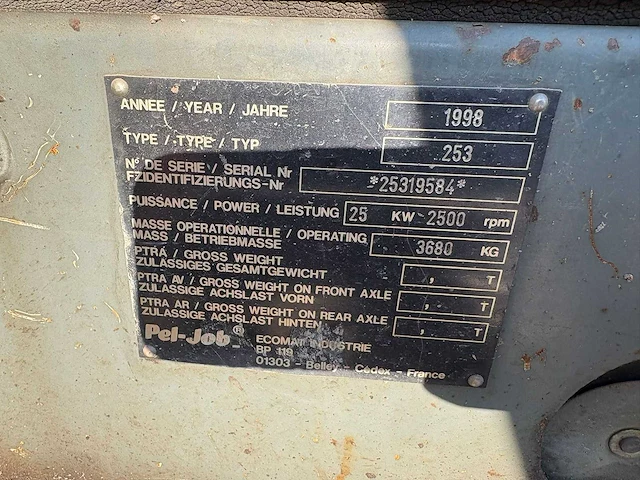 ANNEE / YEAR / JAHRE 1998
TYPE / TYPE / TYP 253
N° DE SERIE / SERIAL Nr
FZIDENTIFIZIERUNGS-Nr *25319584*
PUISSANCE / POWER / LEISTUNG 25 KW - 2500 rpm
MASSE OPERATIONNELLE / OPERATING
MASS / BETRIEBMASSE 3680 KG
PTRA / GROSS WEIGHT
ZULASSIGES GESAMTGEWICHT , T
PTRA AV / GROSS WEIGHT ON FRONT AXLE
ZULASSIGE ACHSLAST VORN , T
PTRA AR / GROSS WEIGHT ON REAR AXLE
ZULASSIGE ACHSLAST HINTEN , T
Pel-Job® ECOMAT INDUSTRIE
BP 119
01303 - Belley - Cédex - France